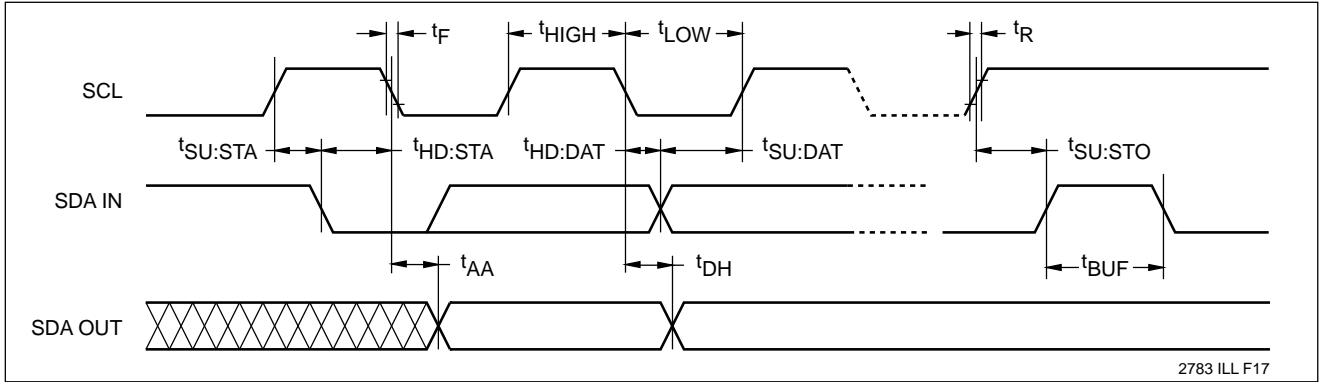 tF
tHIGH
tLOW
tR
SCL
tSU:STA
tHD:STA
tHD:DAT
tSU:DAT
tSU:STO
SDA IN
tAA
tDH
tBUF
SDA OUT
2783 ILL F17